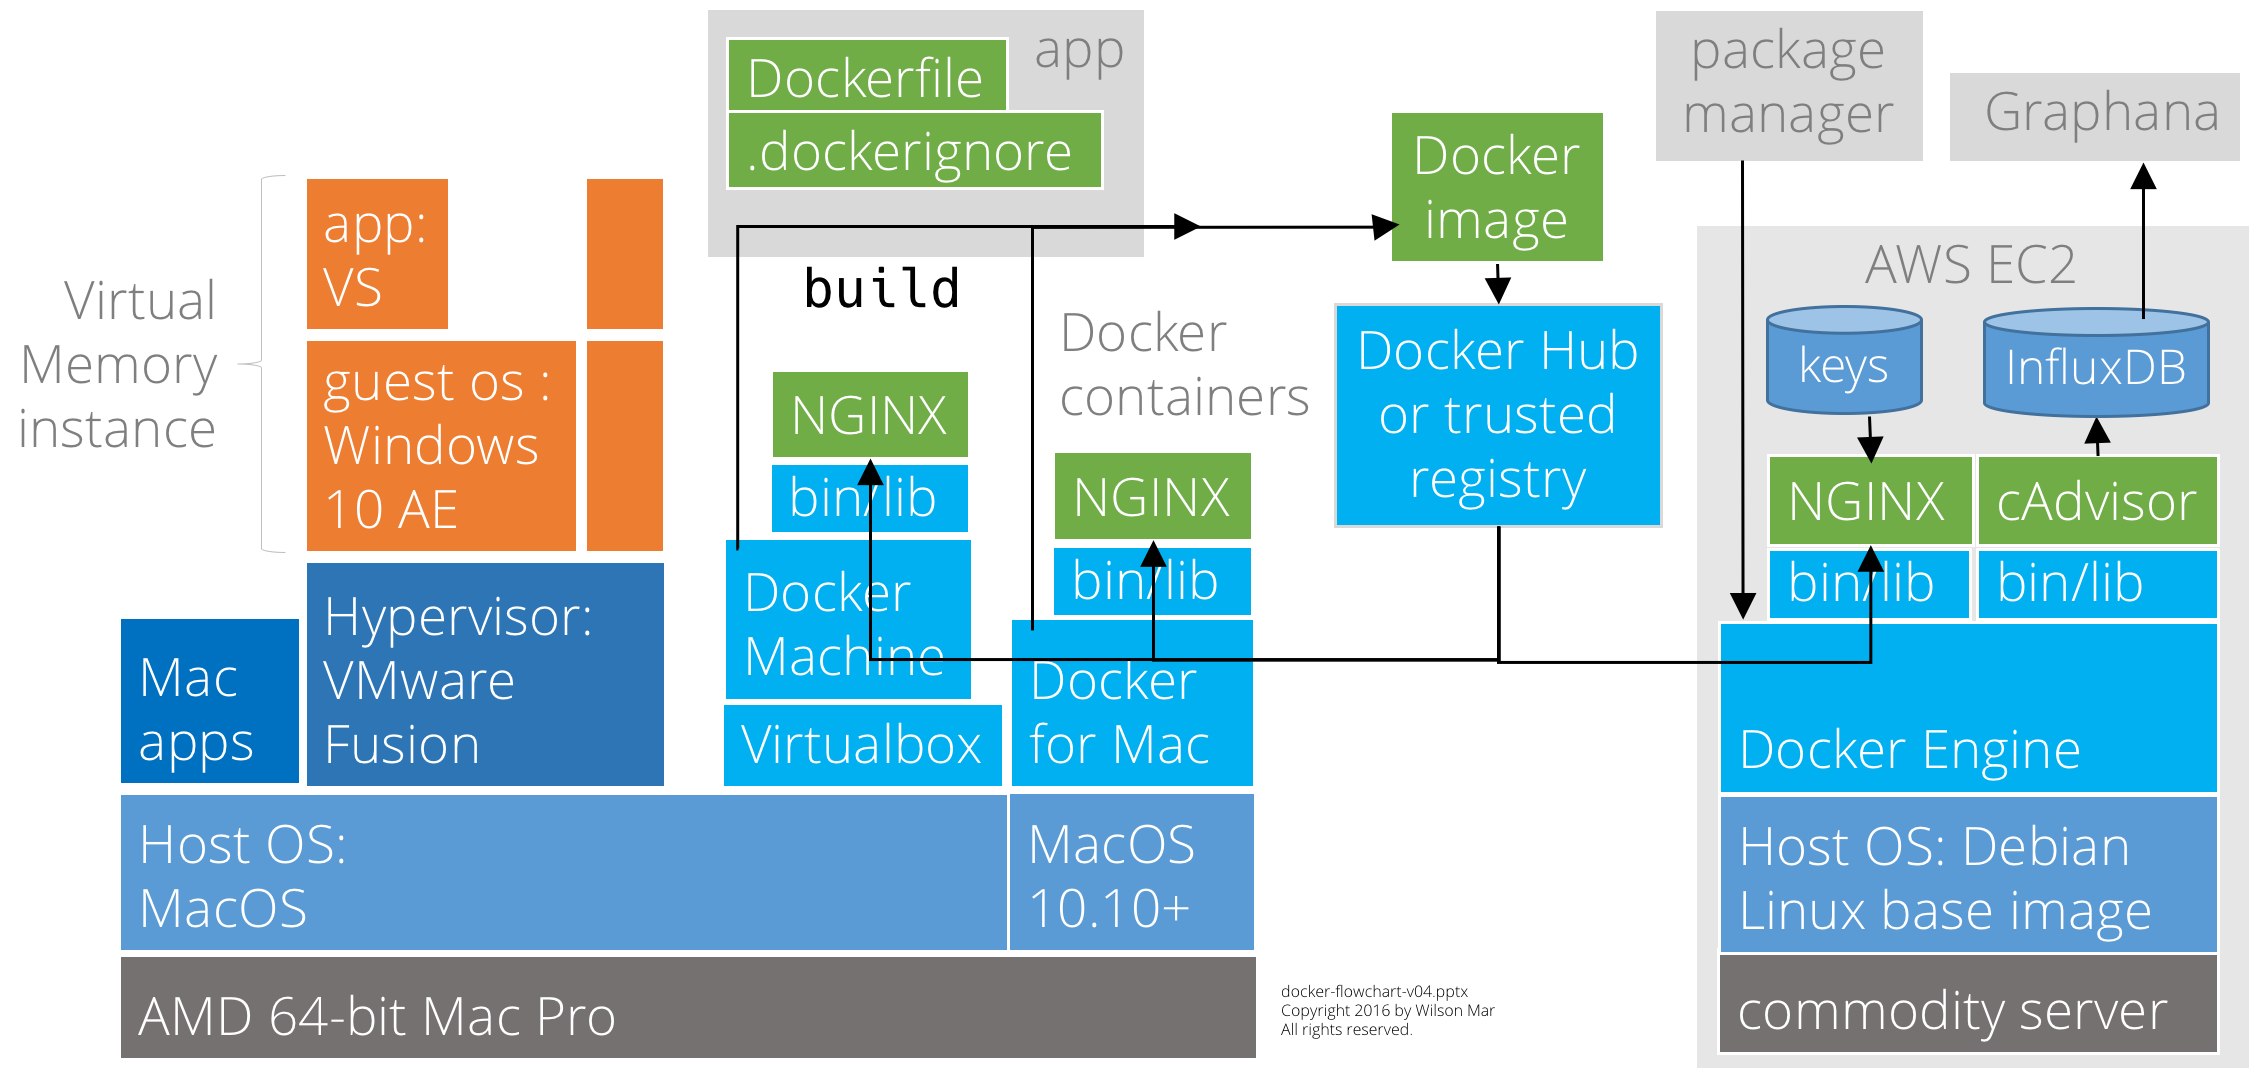 app
Dockerfile
.dockerignore
build
package
manager
Graphana
Docker
image
Virtual
Memory
instance
app:
VS
guest os :
Windows
10 AE
Mac
apps
Hypervisor:
VMware
Fusion
NGINX
bin/lib
Docker
Machine
Virtualbox
Docker
containers
NGINX
bin/lib
Docker
for Mac
Docker Hub
or trusted
registry
AWS EC2
keys
InfluxDB
NGINX
cAdvisor
bin/lib
bin/lib
Docker Engine
Host OS:
MacOS
MacOS
10.10+
Host OS: Debian
Linux base image
AMD 64-bit Mac Pro
commodity server
docker-flowchart-v04.pptx
Copyright 2016 by Wilson Mar
All rights reserved.